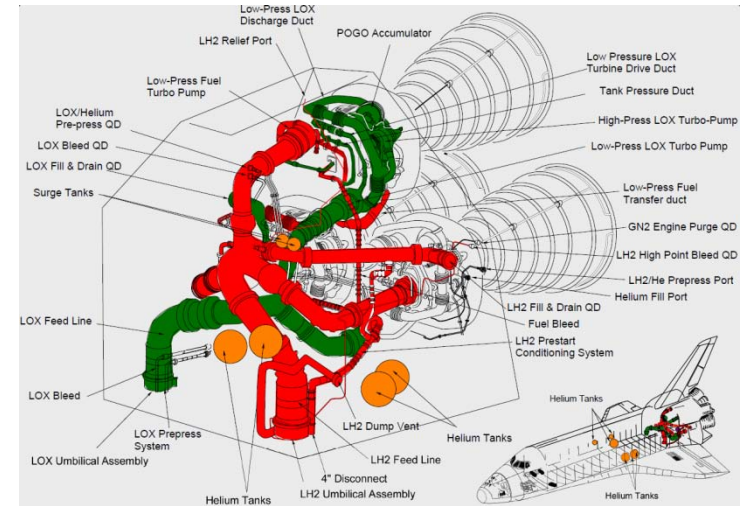 Low-Press LOX
Discharge Duct
LH2 Relief Port
POGO Accumulator
Low-Press Fuel
Turbo Pump
Low Pressure LOX
Turbine Drive Duct
Tank Pressure Duct
LOX/Helium
Pre-press QD
High-Press LOX Turbo-Pump
LOX Bleed QD
Low-Press LOX Turbo Pump
LOX Fill & Drain QD
Surge Tanks
Low-Press Fuel
Transfer duct
GN2 Engine Purge QD
LH2 High Point Bleed QD
LH2/He Prepress Port
LH2 Fill & Drain QD
Helium Fill Port
LOX Feed Line
Fuel Bleed
LH2 Prestart
Conditioning System
LOX Bleed
LOX Prepress
System
LH2 Dump Vent
Helium Tanks
LOX Umbilical Assembly
LH2 Feed Line
4" Disconnect
Helium Tanks
LH2 Umbilical Assembly
Helium Tanks
Helium Tanks